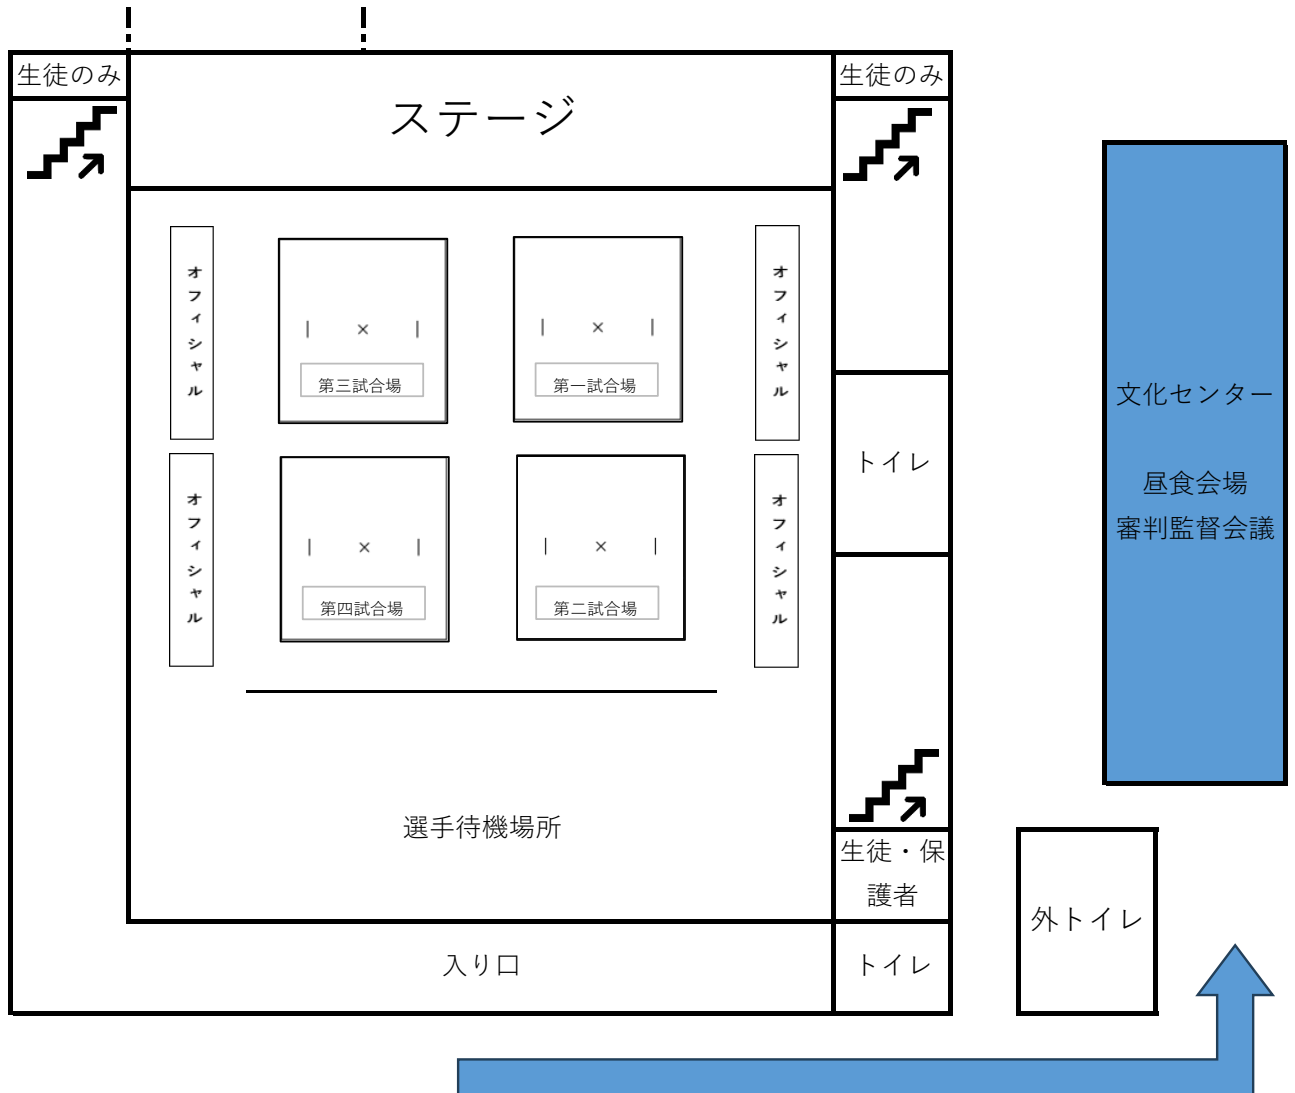 生徒のみ
ステージ
生徒のみ
オフィシャル
オフィシャル
×
×
第三試合場
第一試合場
文化センター
トイレ
昼食会場
審判監督会議
オフィシャル
オフィシャル
×
×
第四試合場
第二試合場
選手待機場所
生徒・保
護者
外トイレ
入り口
トイレ